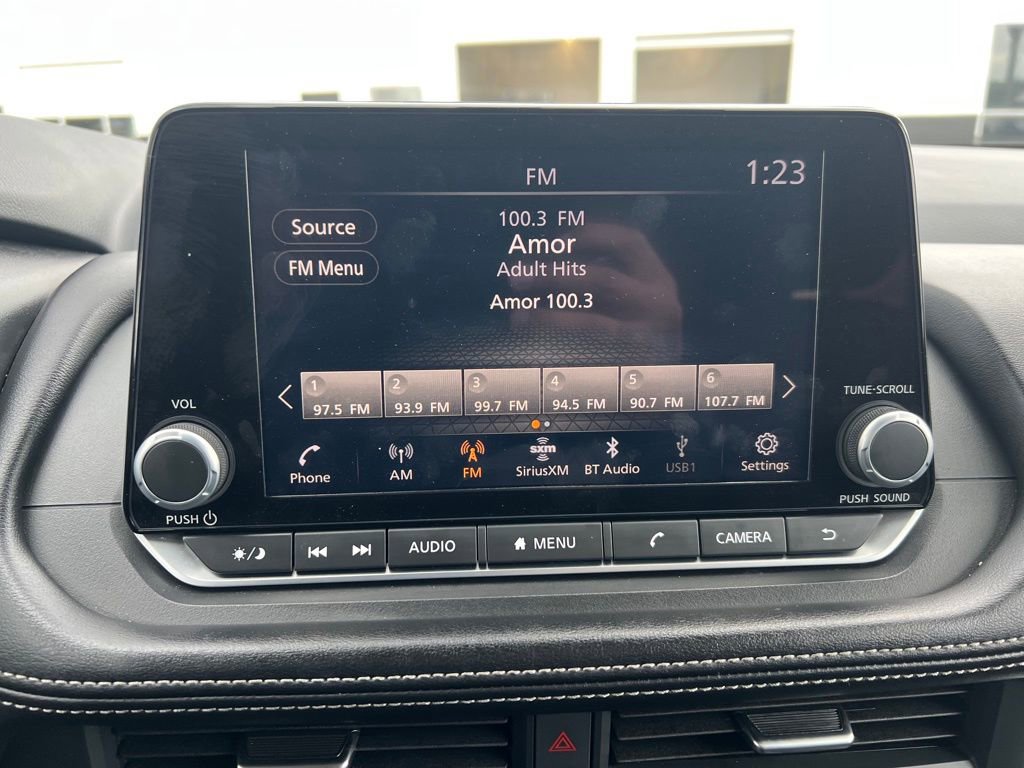 FM
1:23
Source
FM Menu
100.3 FM
Amor
Adult Hits
Amor 100.3
1 2 3 4 5 6
97.5 FM 93.9 FM 99.7 FM 94.5 FM 90.7 FM 107.7 FM
Phone AM FM sxm SiriusXM BT Audio USB1 Settings
VOL
PUSH
TUNE·SCROLL
PUSH SOUND
AUDIO MENU CAMERA